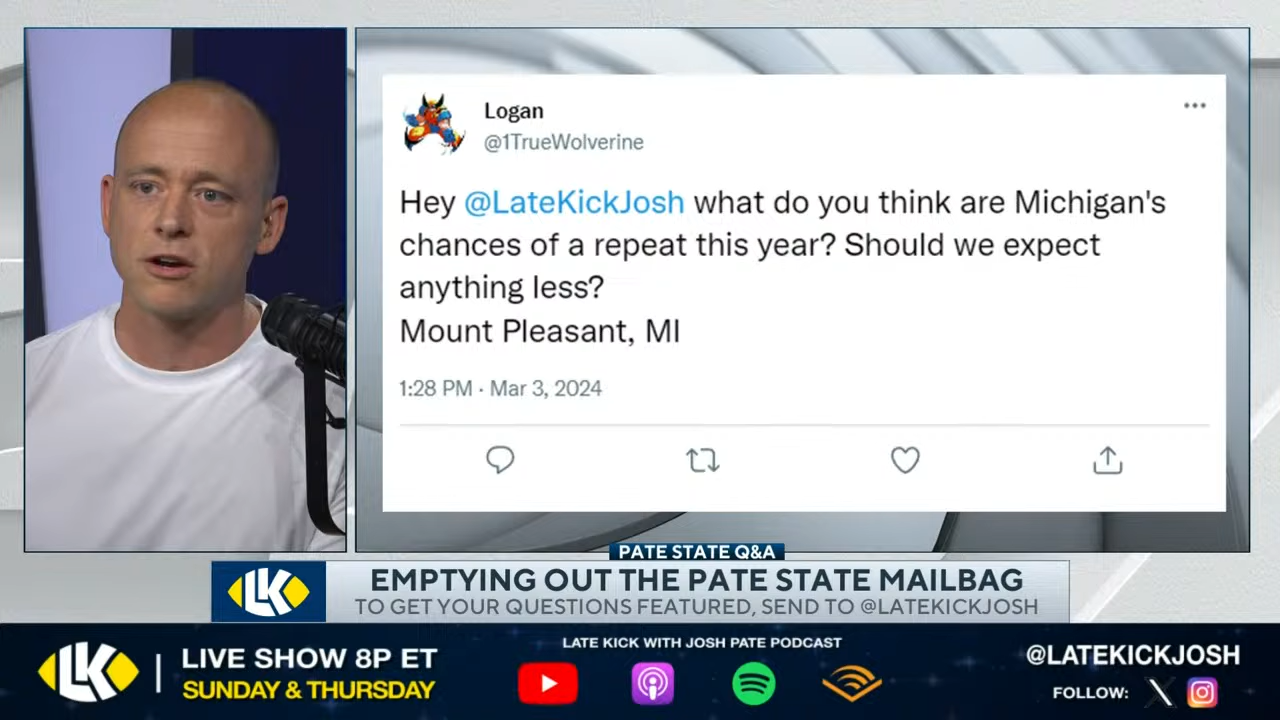 Logan
@1TrueWolverine
Hey @LateKickJosh what do you think are Michigan's
chances of a repeat this year? Should we expect
anything less?
Mount Pleasant, MI
1:28 PM · Mar 3, 2024
PATE STATE Q&A
LK
EMPTYING OUT THE PATE STATE MAILBAG
TO GET YOUR QUESTIONS FEATURED, SEND TO @LATEKICKJOSH
LK
LIVE SHOW 8P ET
SUNDAY & THURSDAY
LATE KICK WITH JOSH PATE PODCAST
@LATEKICKJOSH
FOLLOW: